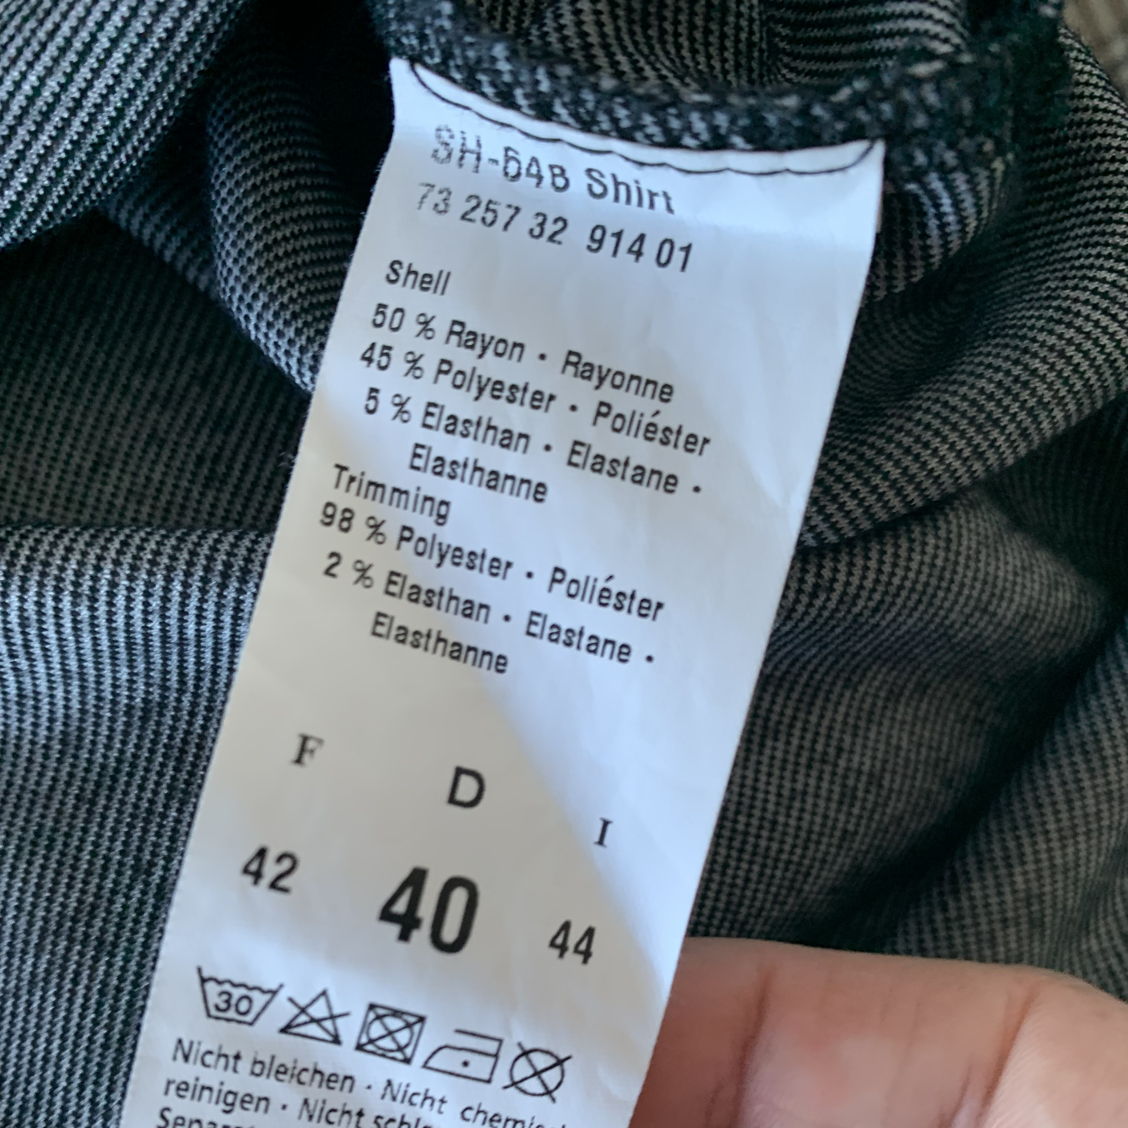 SH-64B Shirt
73 257 32 914 01
Shell
50 % Rayon · Rayonne
45 % Polyester · Poliéster
5 % Elasthan · Elastane ·
Elasthanne
Trimming
98 % Polyester · Poliéster
2 % Elasthan · Elastane ·
Elasthanne
F D I
42 40 44
30
Nicht bleichen · Nicht
reinigen · Nicht